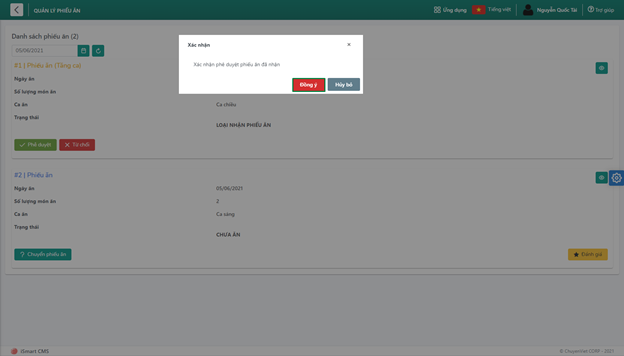 QUẢN LÝ PHIẾU ĂN
Ứng dụng
Tiếng việt
Nguyễn Quốc Tài
Trợ giúp
Danh sách phiếu ăn (2)
05/06/2021
Xác nhận
×
Xác nhận phê duyệt phiếu ăn đã nhận
Đồng ý
Hủy bỏ
#1 | Phiếu ăn (Tăng ca)
Ngày ăn
Số lượng món ăn
Ca ăn
Ca chiều
Trạng thái
LOẠI NHẬN PHIẾU ĂN
Phê duyệt
Từ chối
#2 | Phiếu ăn
Ngày ăn
05/06/2021
Số lượng món ăn
2
Ca ăn
Ca sáng
Trạng thái
CHƯA ĂN
? Chuyển phiếu ăn
Đánh giá
iSmart CMS
CORP - 2021